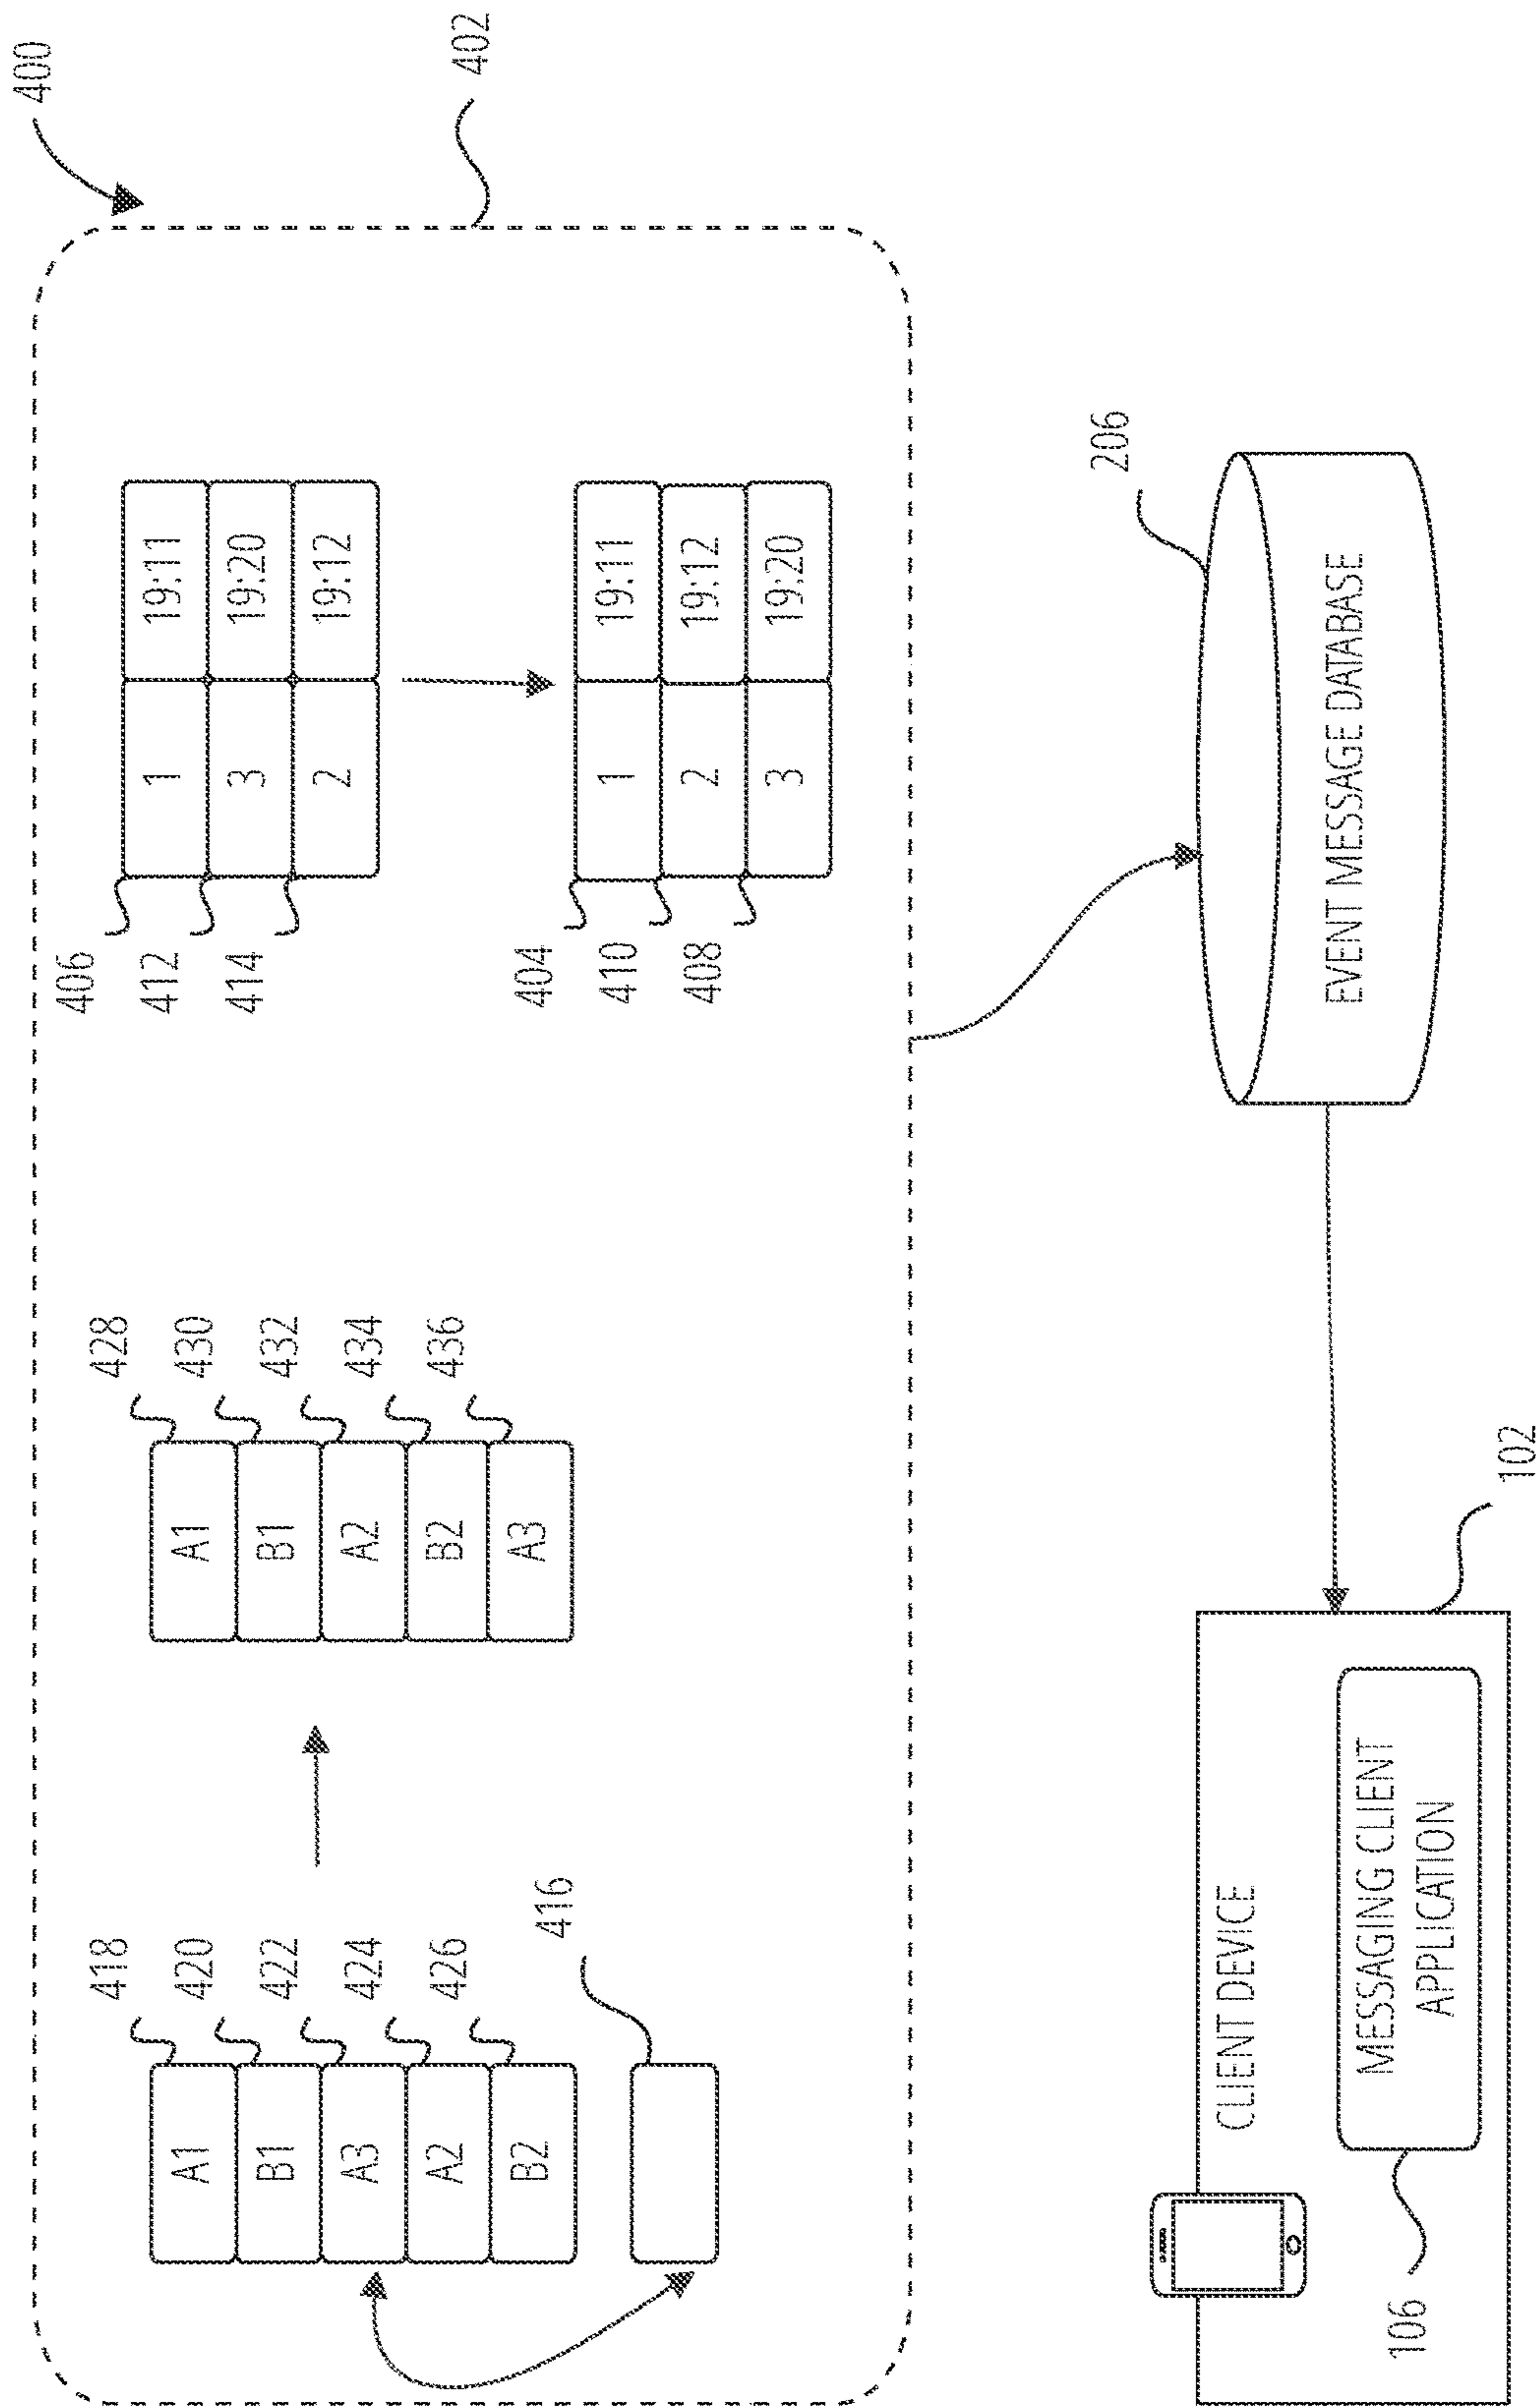 400
402
418
A1
420
B1
422
A3
424
A2
426
B2
416
428
A1
430
B1
432
A2
434
B2
436
A3
406
1
19:11
412
3
19:20
414
2
19:12
404
1
19:11
410
2
19:12
408
3
19:20
CLIENT DEVICE
MESSAGING CLIENT
APPLICATION
106
102
206
EVENT MESSAGE DATABASE